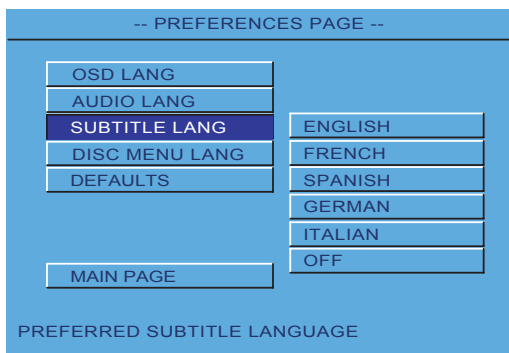 -- PREFERENCES PAGE --
OSD LANG
AUDIO LANG
SUBTITLE LANG
DISC MENU LANG
DEFAULTS
ENGLISH
FRENCH
SPANISH
GERMAN
ITALIAN
OFF
MAIN PAGE
PREFERRED SUBTITLE LANGUAGE